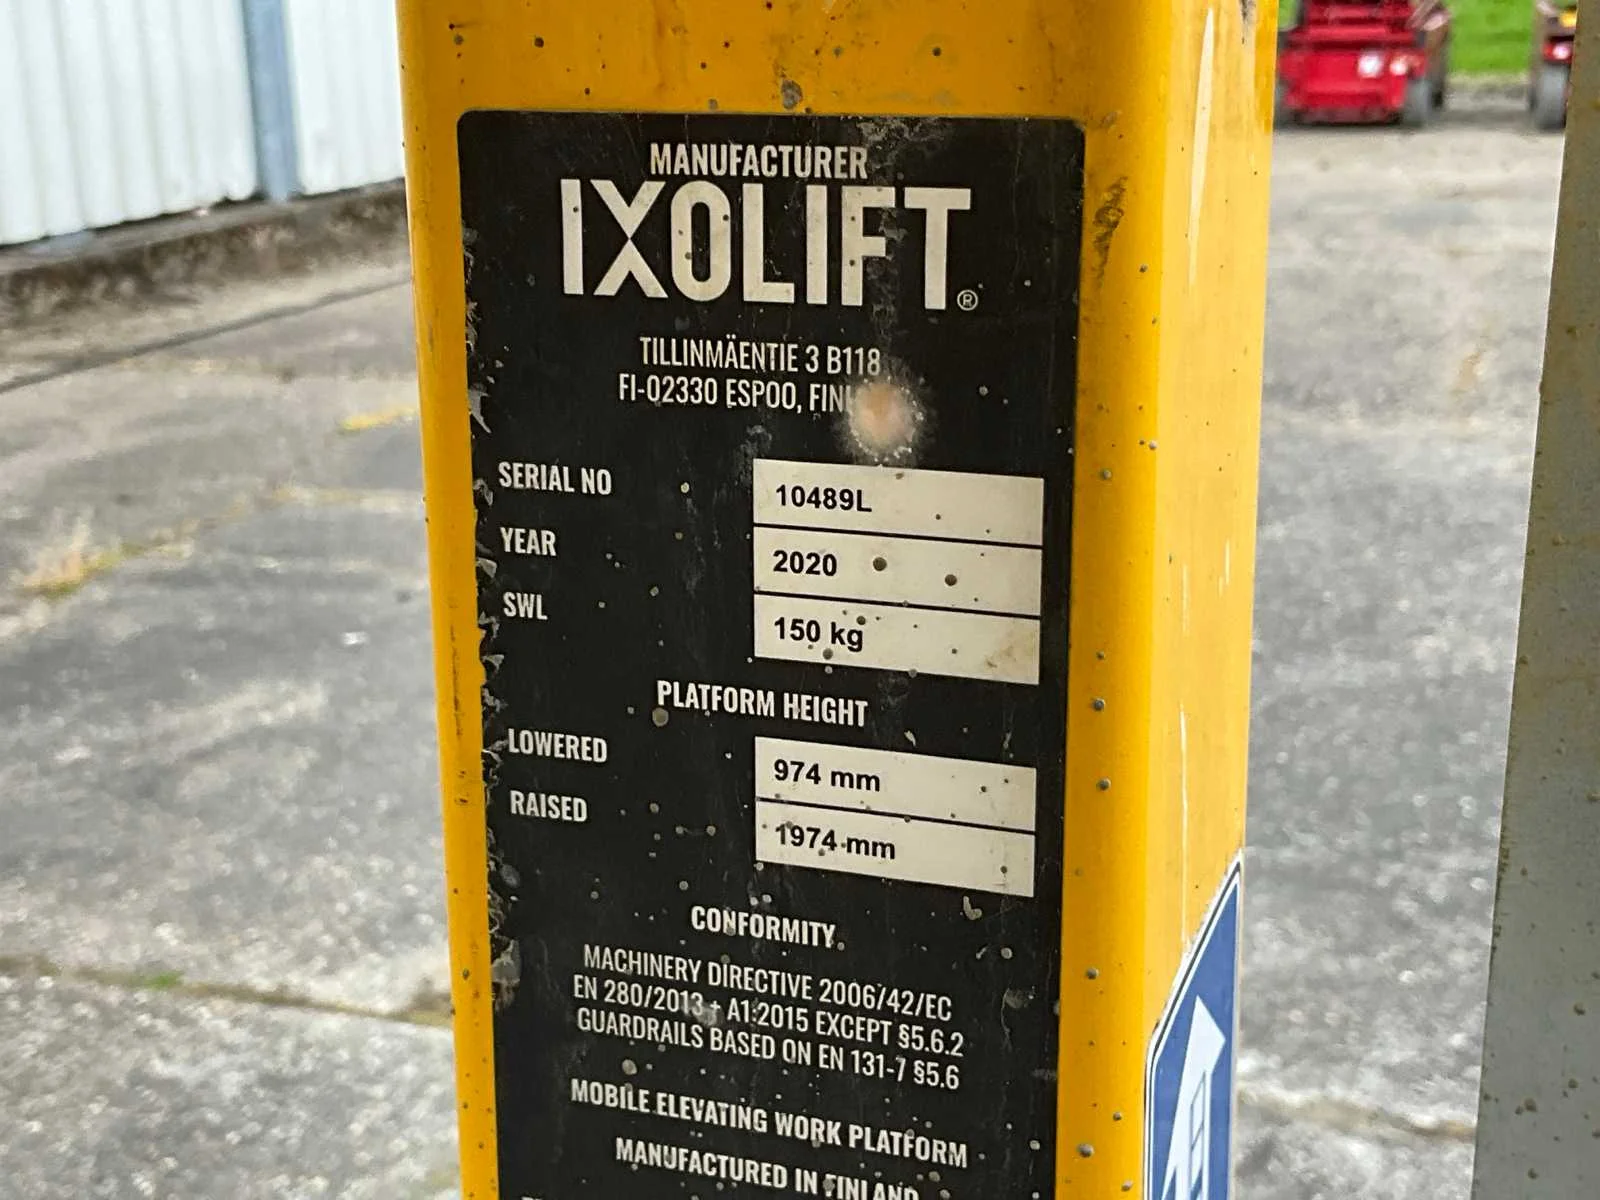 MANUFACTURER
IXOLIFT®
TILLINMÄENTIE 3 B118
FI-02330 ESPOO,
SERIAL NO 10489L
YEAR 2020
SWL 150 kg
PLATFORM HEIGHT
LOWERED 974 mm
RAISED 1974 mm
CONFORMITY
MACHINERY DIRECTIVE 2006/42/EC
EN 280/2013 + A1:2015 EXCEPT §5.6.2
GUARDRAILS BASED ON EN 131-7 §5.6
MOBILE ELEVATING WORK PLATFORM
MANUFACTURED IN FINLAND